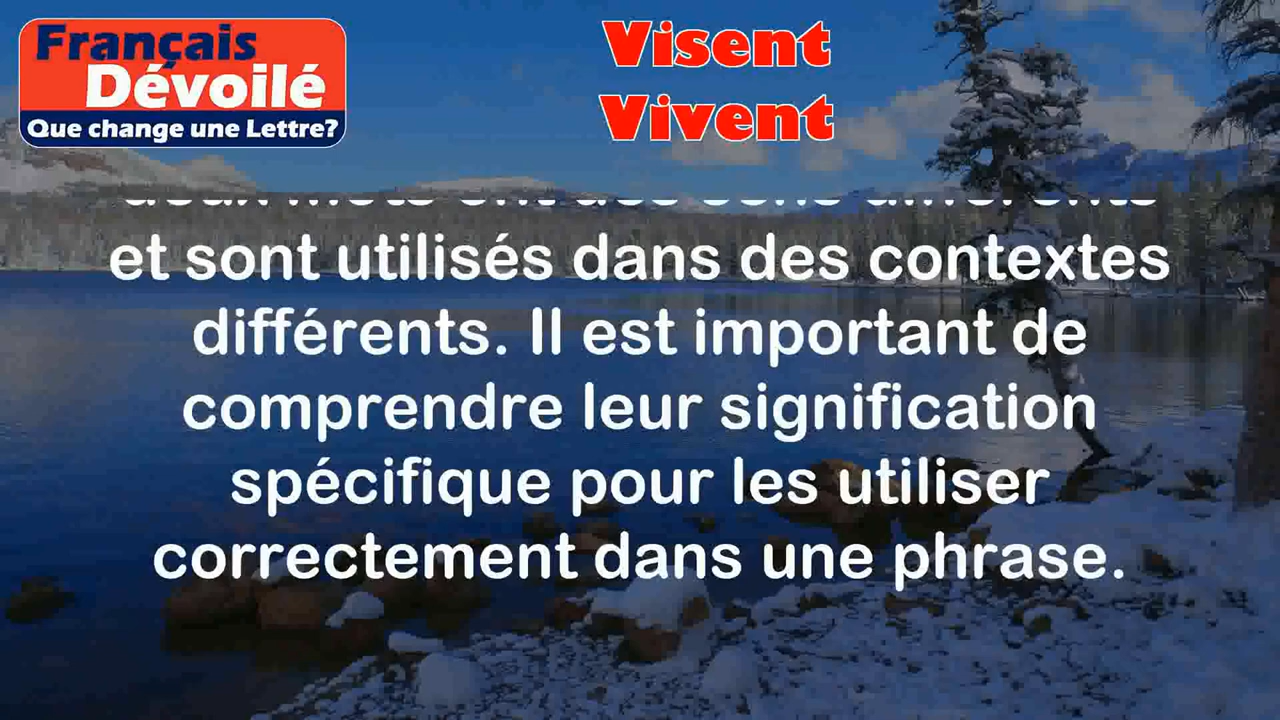 Français
Dévoilé
Que change une Lettre?
Visent
Vivent
et sont utilisés dans des contextes
différents. Il est important de
comprendre leur signification
spécifique pour les utiliser
correctement dans une phrase.